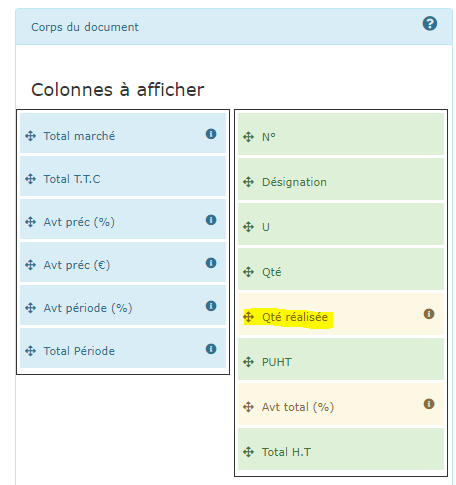 Corps du document
Colonnes à afficher
Total marché
Total T.T.C
Avt préc (%)
Avt préc (€)
Avt période (%)
Total Période
N°
Désignation
U
Qté
Qté réalisée
PUHT
Avt total (%)
Total H.T